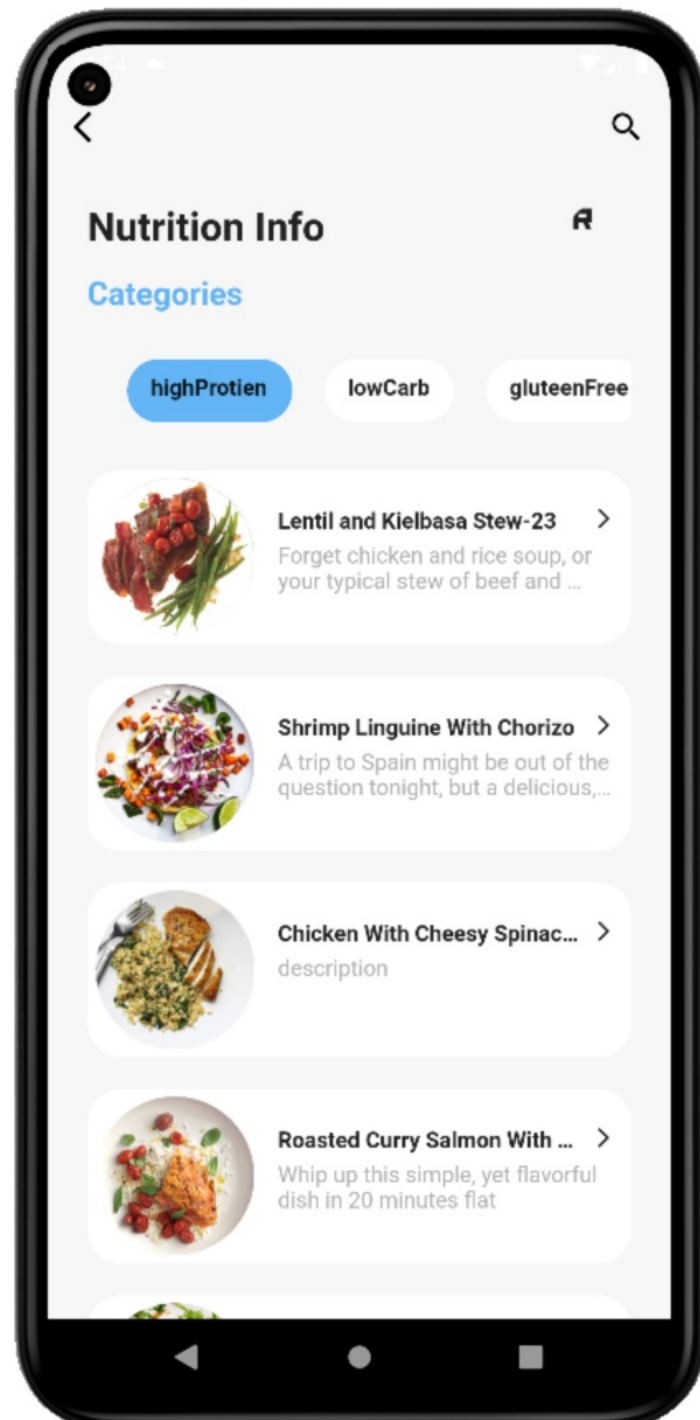 Nutrition Info
Categories
highProtien
lowCarb
gluteenFree
Lentil and Kielbasa Stew-23
Forget chicken and rice soup, or
your typical stew of beef and ...
Shrimp Linguine With Chorizo
A trip to Spain might be out of the
question tonight, but a delicious,...
Chicken With Cheesy Spinac...
description
Roasted Curry Salmon With ...
Whip up this simple, yet flavorful
dish in 20 minutes flat